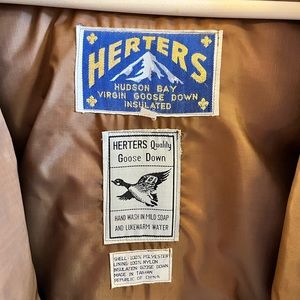 HERTERS
HUDSON BAY
VIRGIN GOOSE DOWN
INSULATED
HERTERS Quality
Goose Down
HAND WASH IN MILD SOAP
AND LUKEWARM WATER
SHELL:100% POLYESTER
LINING:100% NYLON
INSULATION:GOOSE DOWN
MADE IN TAIWAN
REPUBLIC OF CHINA